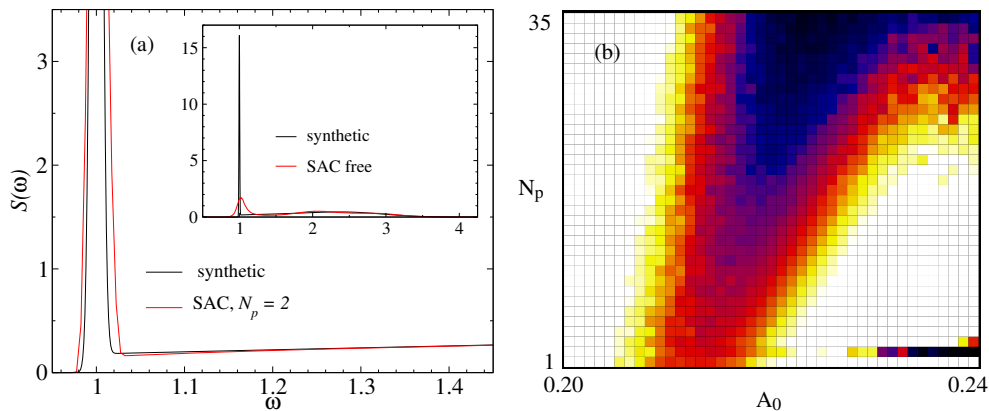 (a)
3
2
1
0
S(ω)
15
10
5
0
synthetic
SAC free
1 2 3 4
synthetic
SAC, N_p = 2
1 1.1 1.2 1.3 1.4
ω
35
(b)
N_p
1
0.20 A_0 0.24